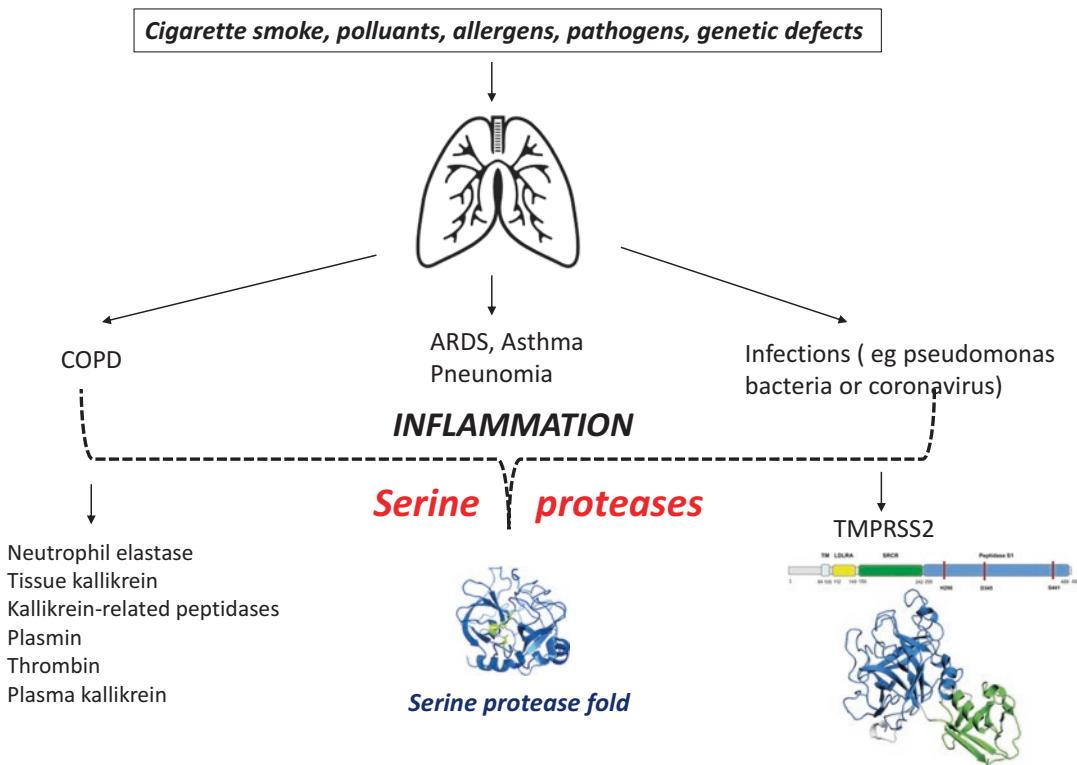 Cigarette smoke, polluants, allergens, pathogens, genetic defects
COPD
ARDS, Asthma
Pneunomia
Infections ( eg pseudomonas
bacteria or coronavirus)
INFLAMMATION
Serine proteases
Neutrophil elastase
Tissue kallikrein
Kallikrein-related peptidases
Plasmin
Thrombin
Plasma kallikrein
Serine protease fold
TMPRSS2
TM LDLRA SRCR Peptidase S1
H296 D345 S441